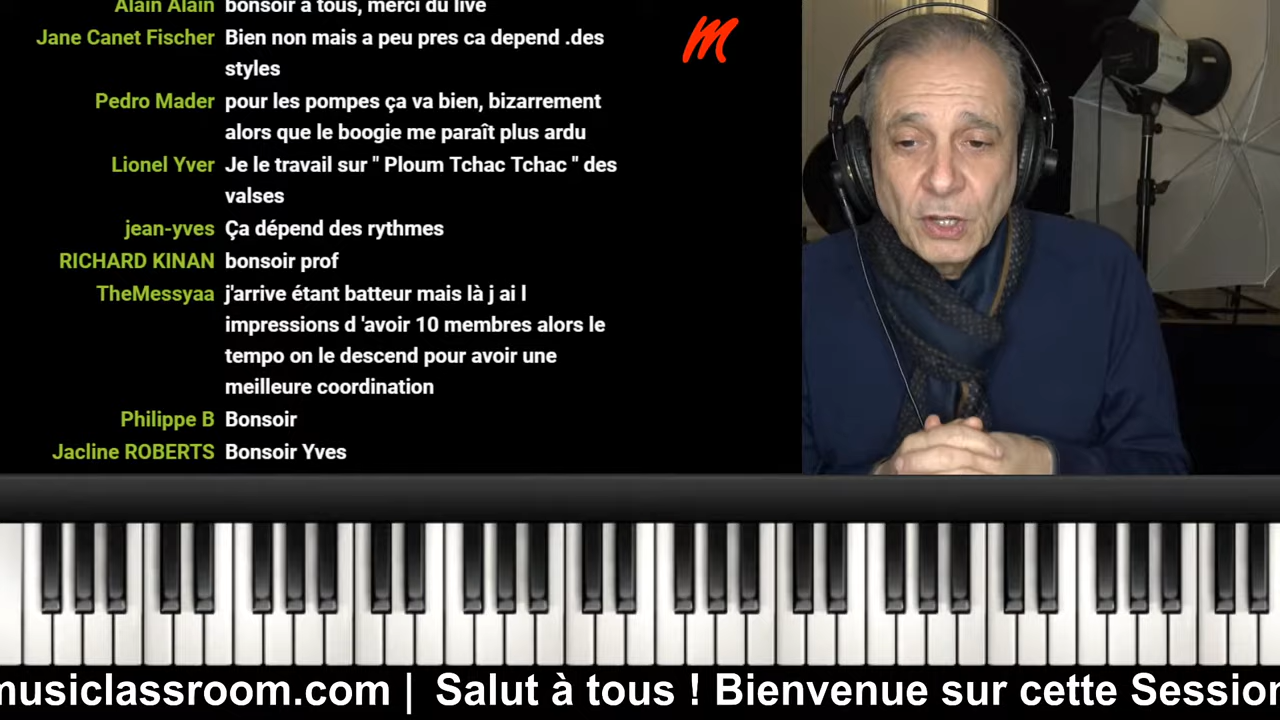 Alain Alain bonsoir à tous, merci du live
Jane Canet Fischer Bien non mais a peu pres ca depend .des
styles
Pedro Mader pour les pompes ça va bien, bizarrement
alors que le boogie me paraît plus ardu
Lionel Yver Je le travail sur " Ploum Tchac Tchac " des
valses
jean-yves Ça dépend des rythmes
RICHARD KINAN bonsoir prof
TheMessyaa j'arrive étant batteur mais là j ai l
impressions d 'avoir 10 membres alors le
tempo on le descend pour avoir une
meilleure coordination
Philippe B Bonsoir
Jacline ROBERTS Bonsoir Yves
m
musiclassroom.com | Salut à tous ! Bienvenue sur cette Session